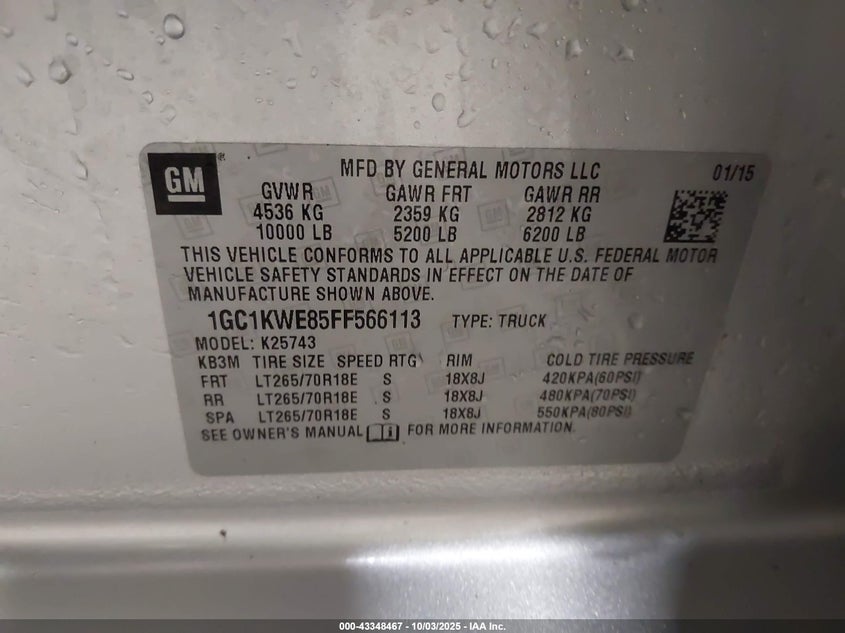 GM
MFD BY GENERAL MOTORS LLC 01/15
GVWR GAWR FRT GAWR RR
4536 KG 2359 KG 2812 KG
10000 LB 5200 LB 6200 LB
THIS VEHICLE CONFORMS TO ALL APPLICABLE U.S. FEDERAL MOTOR
VEHICLE SAFETY STANDARDS IN EFFECT ON THE DATE OF
MANUFACTURE SHOWN ABOVE.
1GC1KWE85FF566113 TYPE: TRUCK
MODEL: K25743
KB3M TIRE SIZE SPEED RTG RIM COLD TIRE PRESSURE
FRT LT265/70R18E S 18X8J 420KPA(60PSI)
RR LT265/70R18E S 18X8J 480KPA(70PSI)
SPA LT265/70R18E S 18X8J 550KPA(80PSI)
SEE OWNER'S MANUAL FOR MORE INFORMATION.
000-43348467 - 10/03/2025 - IAA Inc.